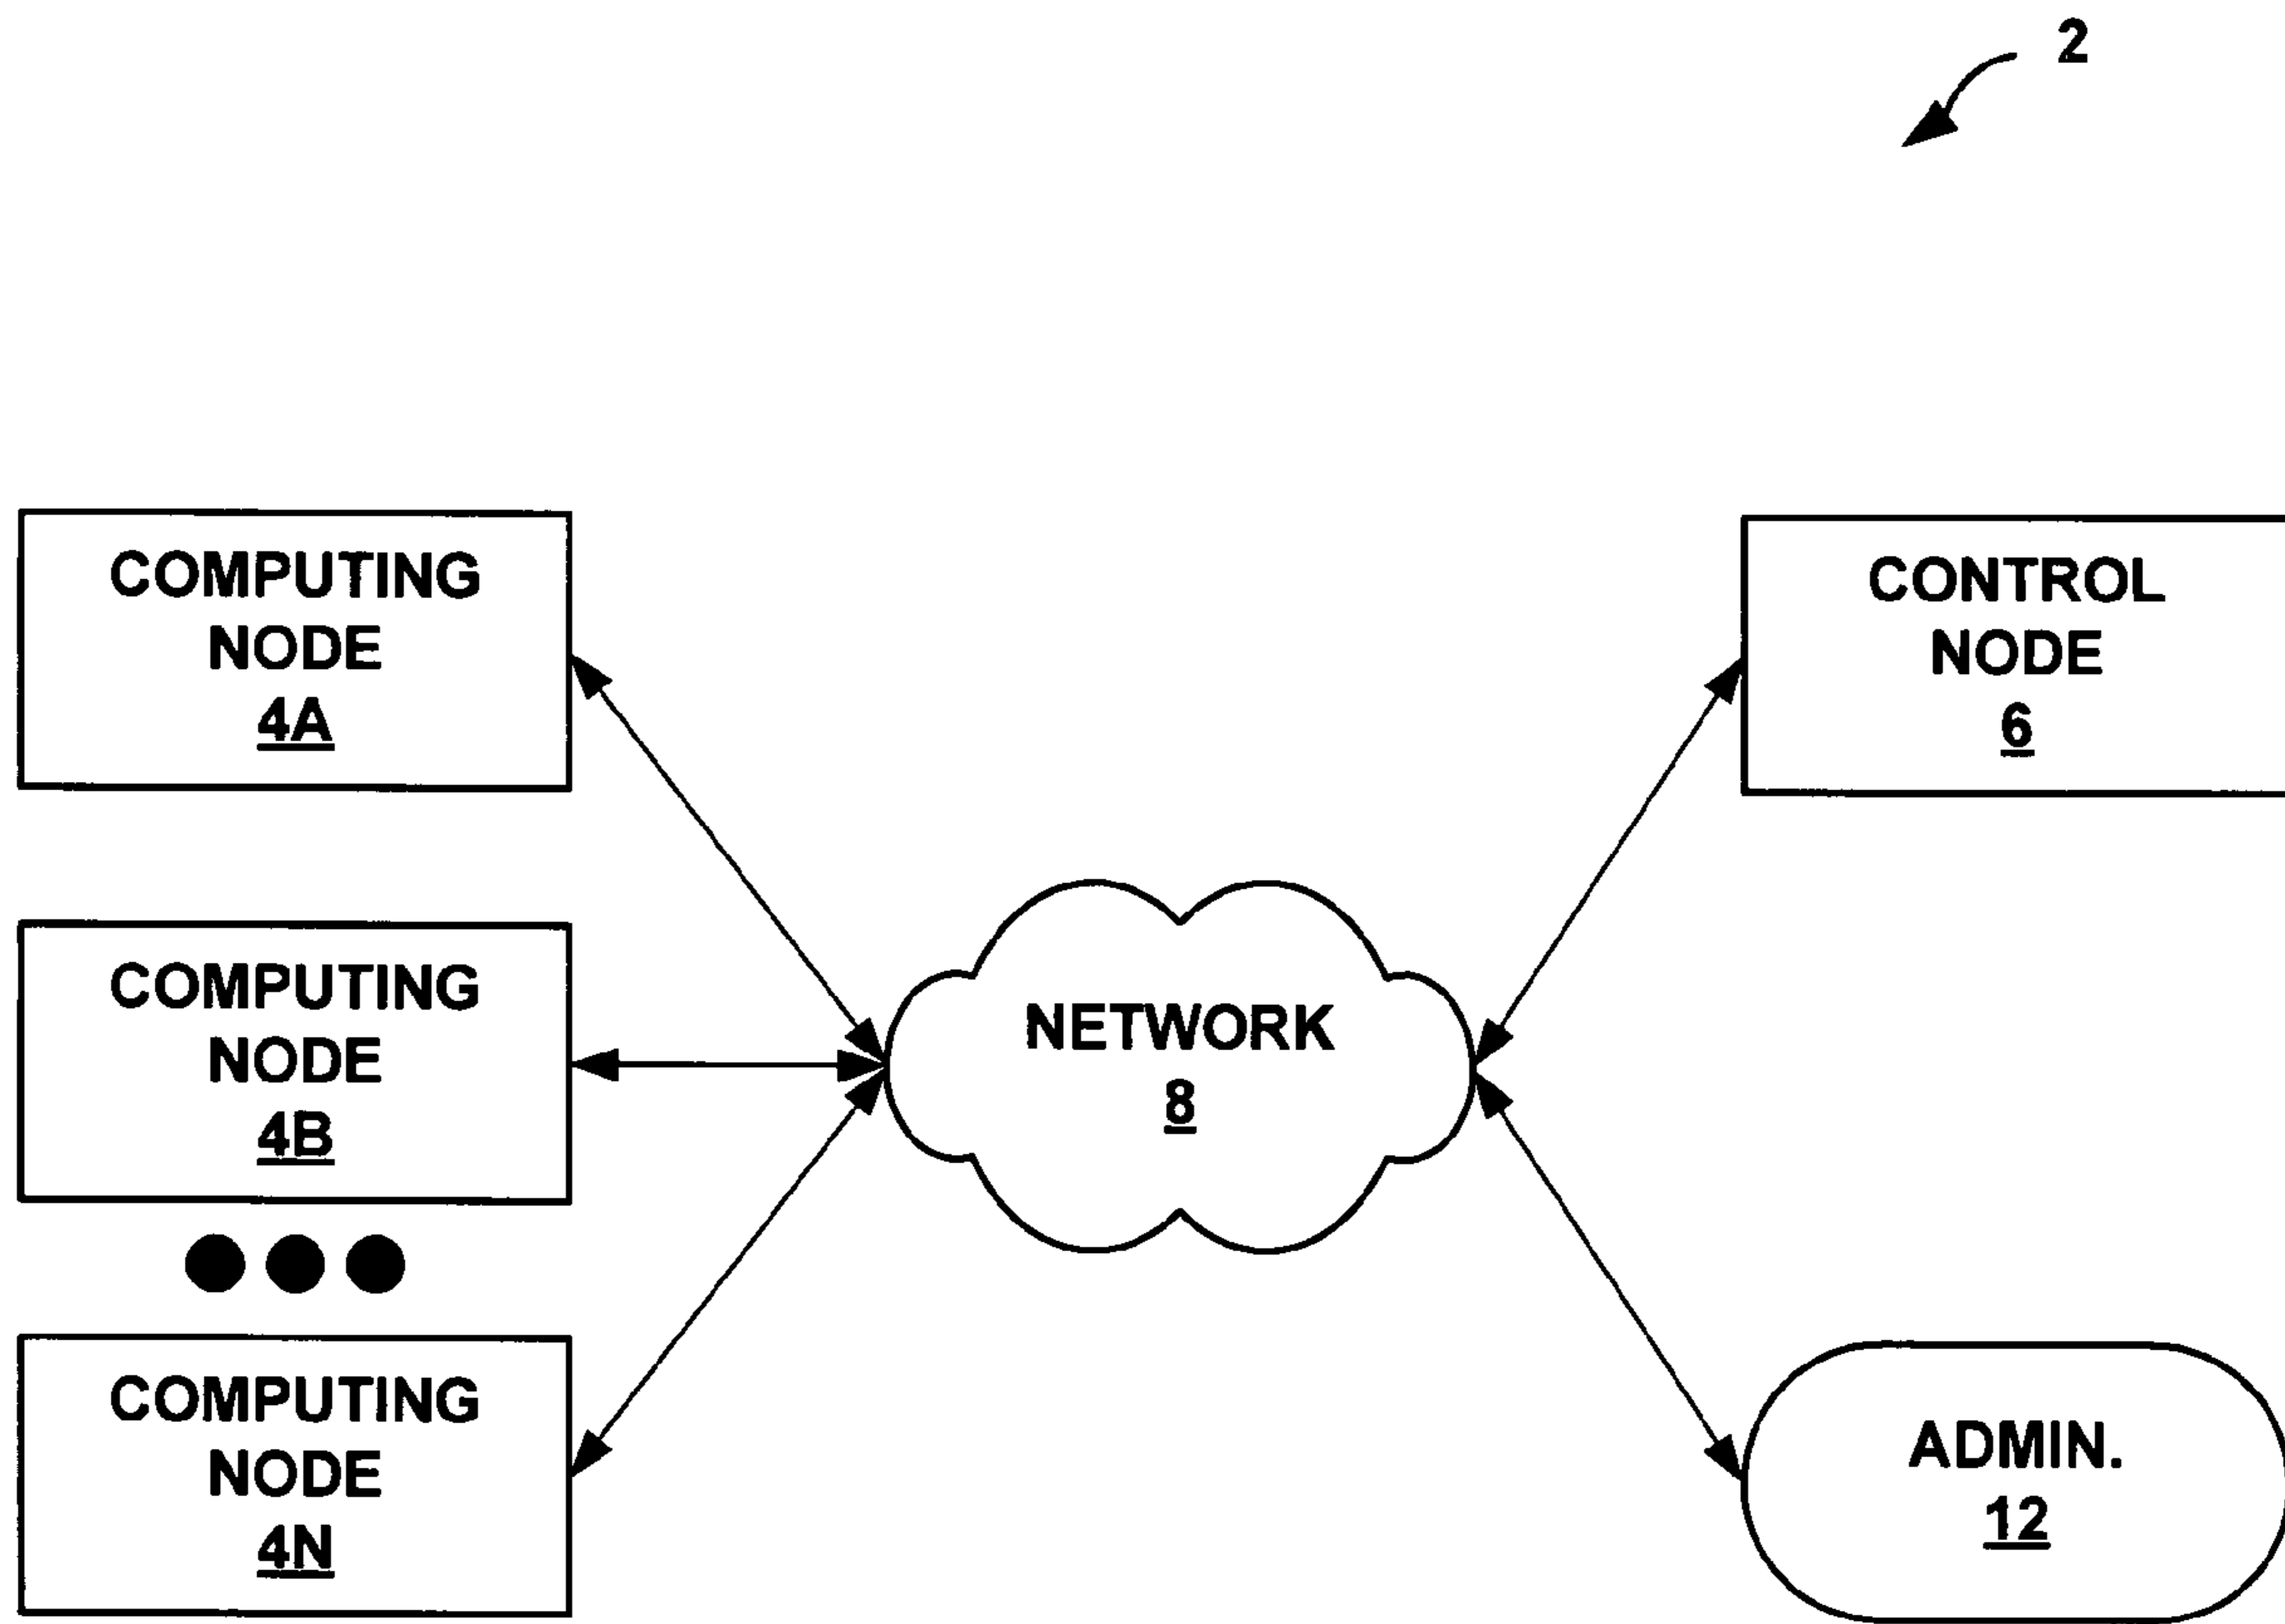 2
COMPUTING
NODE
4A
CONTROL
NODE
6
COMPUTING
NODE
4B
NETWORK
8
COMPUTING
NODE
4N
ADMIN.
12